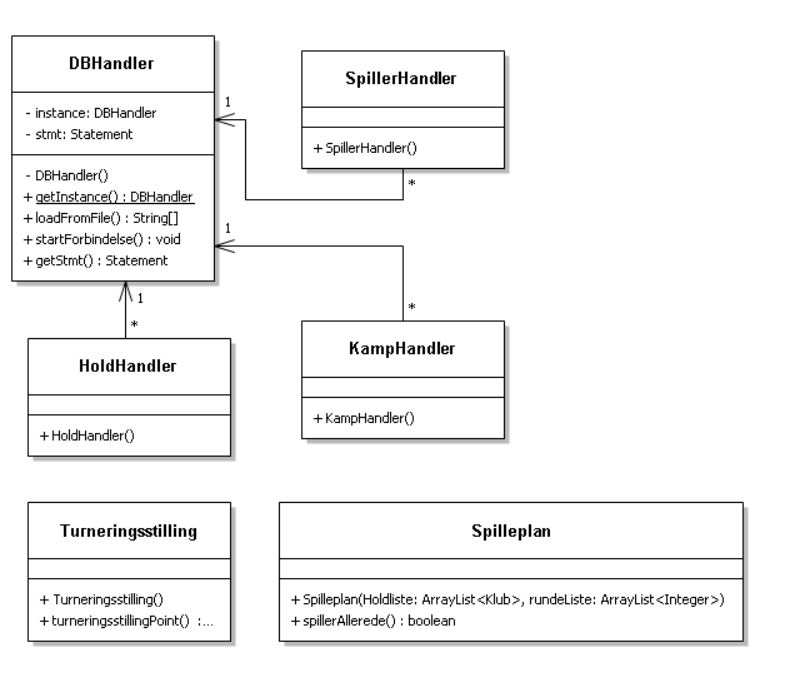 DBHandler
- instance: DBHandler
- stmt: Statement
- DBHandler()
+ getInstance() : DBHandler
+ loadFromFile() : String[]
+ startForbindelse() : void
+ getStmt() : Statement
1
SpillerHandler
+ SpillerHandler()
*
1
*
KampHandler
+ KampHandler()
1
*
HoldHandler
+ HoldHandler()
Turneringsstilling
+ Turneringsstilling()
+ turneringsstillingPoint() :...
Spilleplan
+ Spilleplan(Holdliste: ArrayList<Klub>, rundeListe: ArrayList<Integer>)
+ spillerAllerede() : boolean